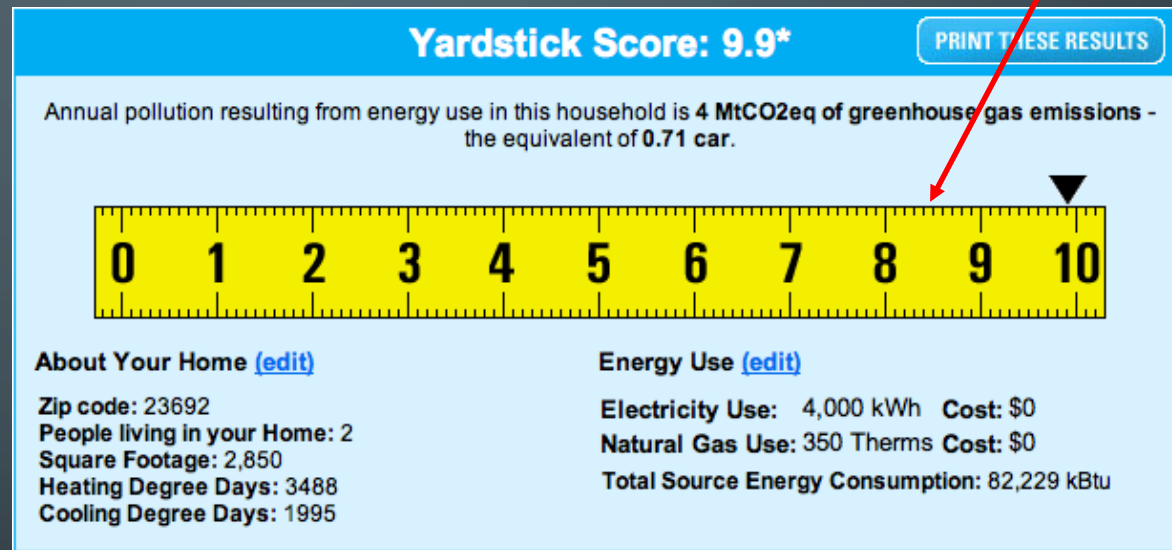 Yardstick Score: 9.9*
PRINT THESE RESULTS
Annual pollution resulting from energy use in this household is 4 MtCO2eq of greenhouse gas emissions -
the equivalent of 0.71 car.
0 1 2 3 4 5 6 7 8 9 10
About Your Home (edit)
Zip code: 23692
People living in your Home: 2
Square Footage: 2,850
Heating Degree Days: 3488
Cooling Degree Days: 1995
Energy Use (edit)
Electricity Use: 4,000 kWh Cost: $0
Natural Gas Use: 350 Therms Cost: $0
Total Source Energy Consumption: 82,229 kBtu